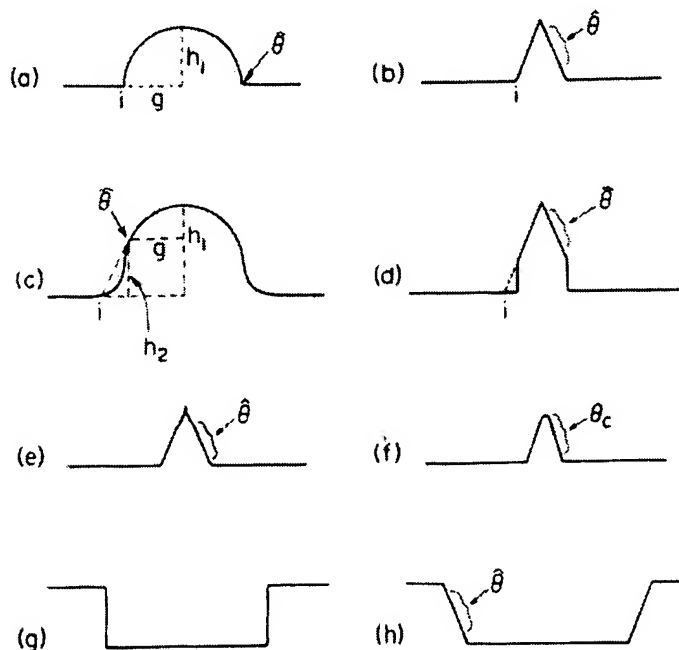 (a) i g h₁ θ̂
(b) i θ̂
(c) θ̂ i g h₁ h₂
(d) i θ̂
(e) θ̂
(f) θc
(g)
(h) θ̂